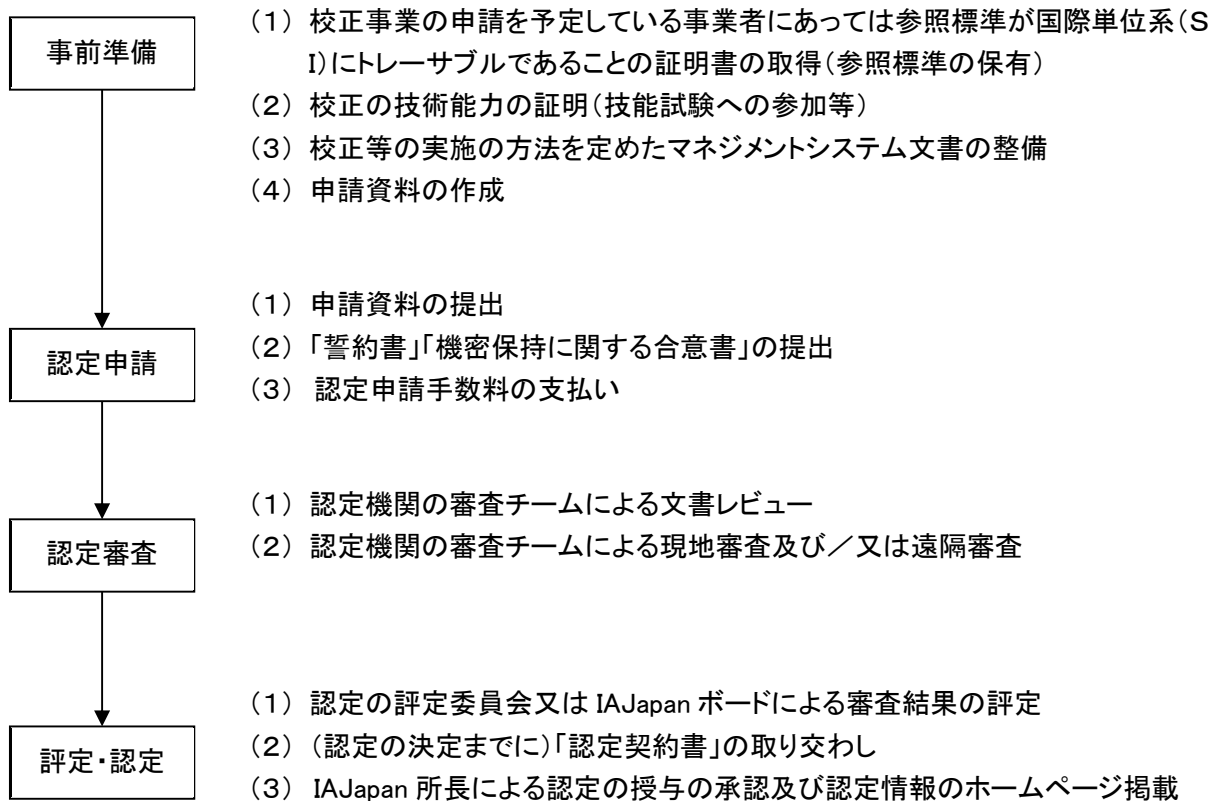 事前準備
（１） 校正事業の申請を予定している事業者にあっては参照標準が国際単位系（Ｓ
Ｉ）にトレーサブルであることの証明書の取得（参照標準の保有）
（２） 校正の技術能力の証明（技能試験への参加等）
（３） 校正等の実施の方法を定めたマネジメントシステム文書の整備
（４） 申請資料の作成
認定申請
（１） 申請資料の提出
（２） 「誓約書」「機密保持に関する合意書」の提出
（３） 認定申請手数料の支払い
認定審査
（１） 認定機関の審査チームによる文書レビュー
（２） 認定機関の審査チームによる現地審査及び／又は遠隔審査
評定・認定
（１） 認定の評定委員会又は IAJapan ボードによる審査結果の評定
（２） （認定の決定までに）「認定契約書」の取り交わし
（３） IAJapan 所長による認定の授与の承認及び認定情報のホームページ掲載